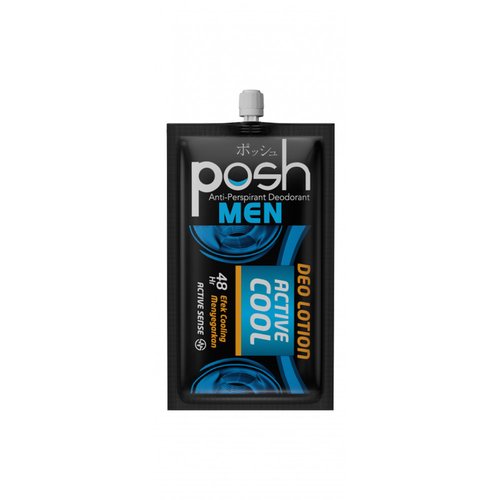 ポッシュ
posh
Anti-Perspirant Deodorant
MEN
DEO LOTION
ACTIVE
COOL
48
Hr
Efek Cooling
Menyegarkan
ACTIVE SENSE